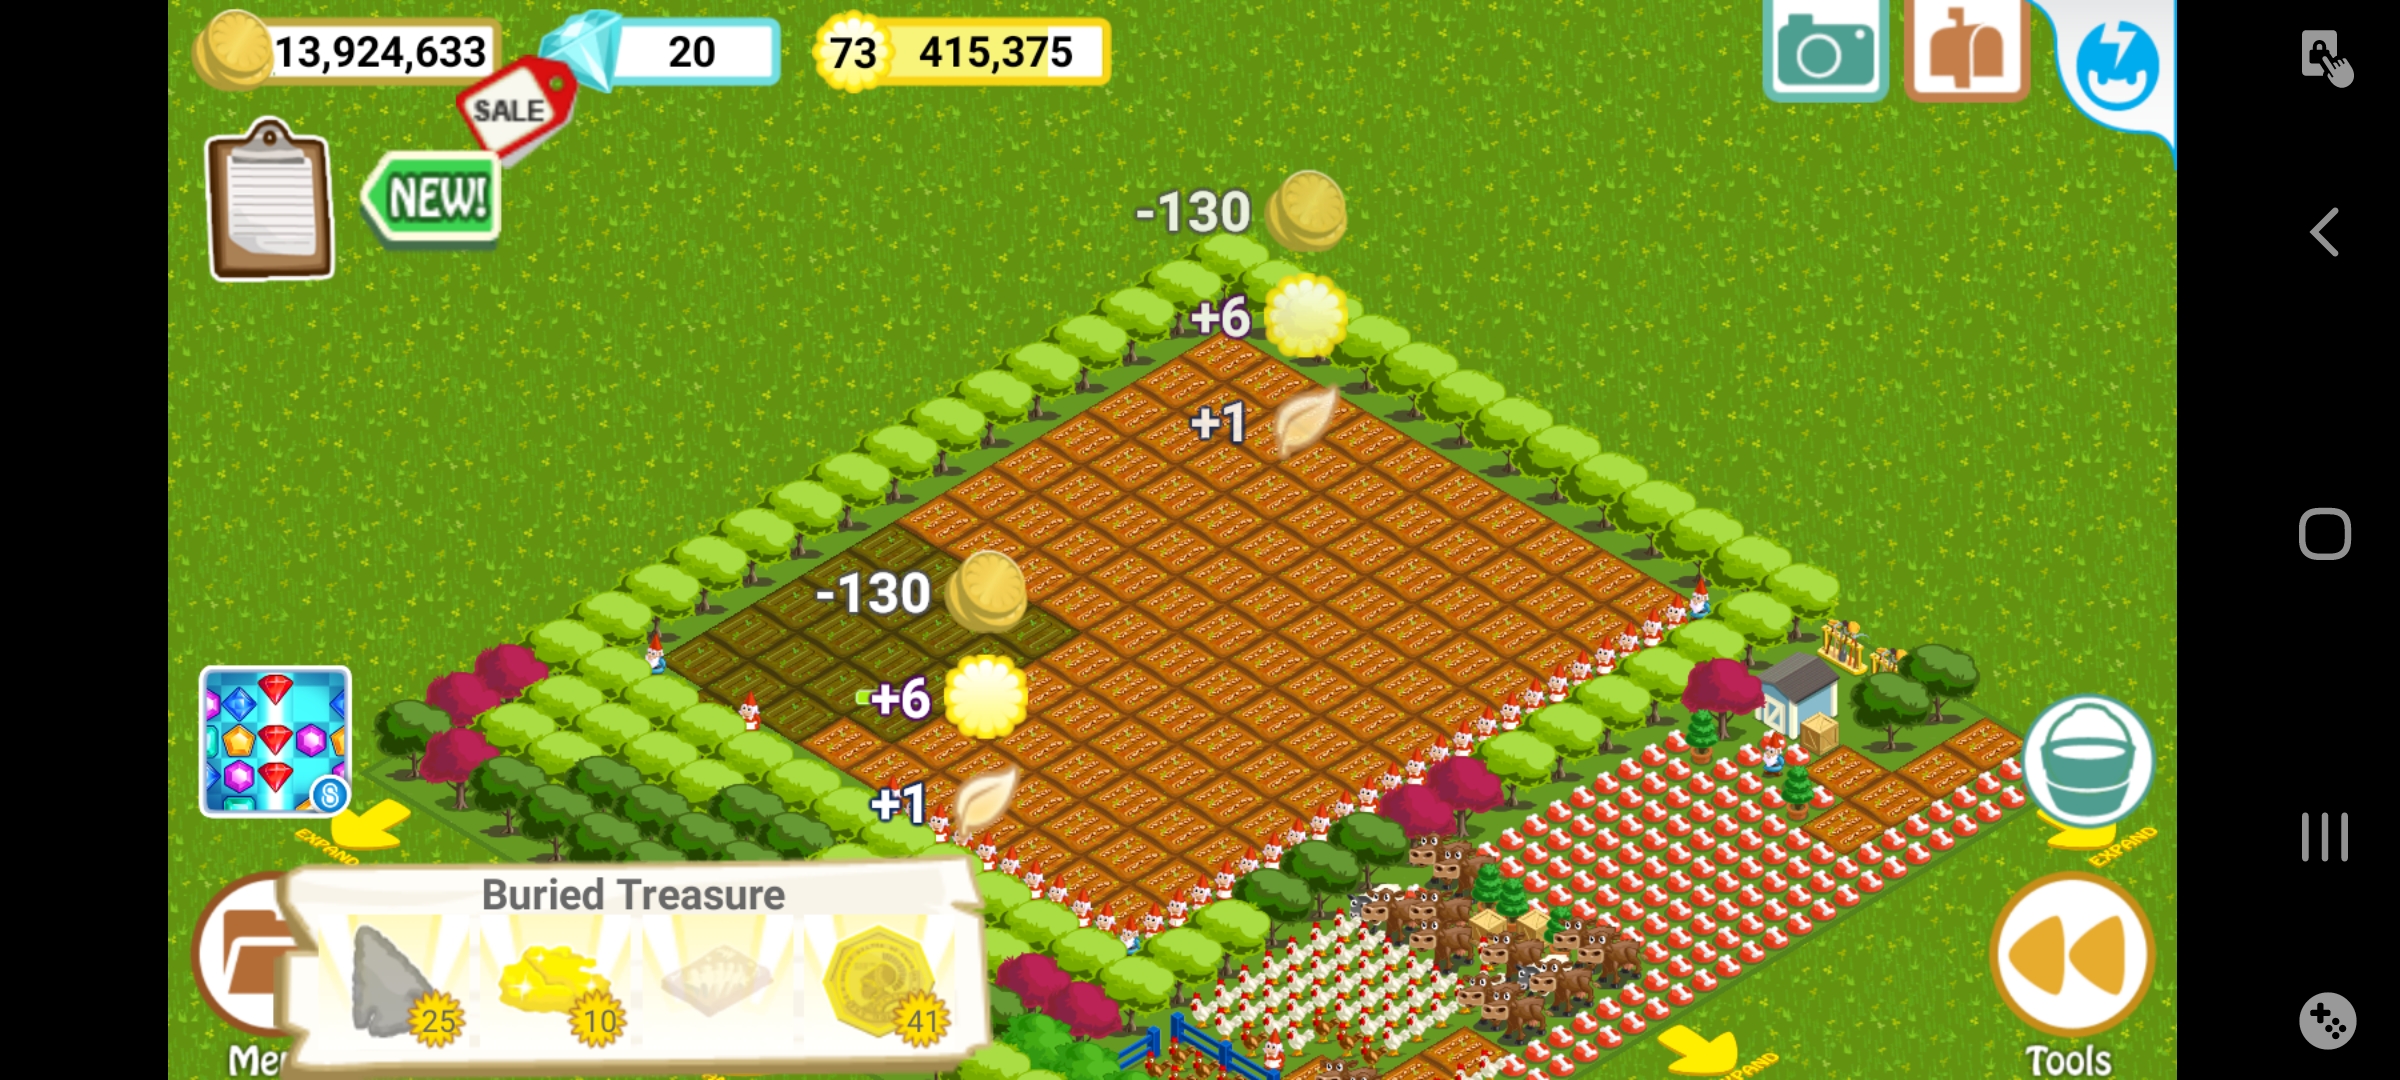 13,924,633
20
73
415,375
SALE
NEW!
-130
+6
+1
-130
+6
+1
EXPAND
EXPAND
Buried Treasure
25
10
41
Tools